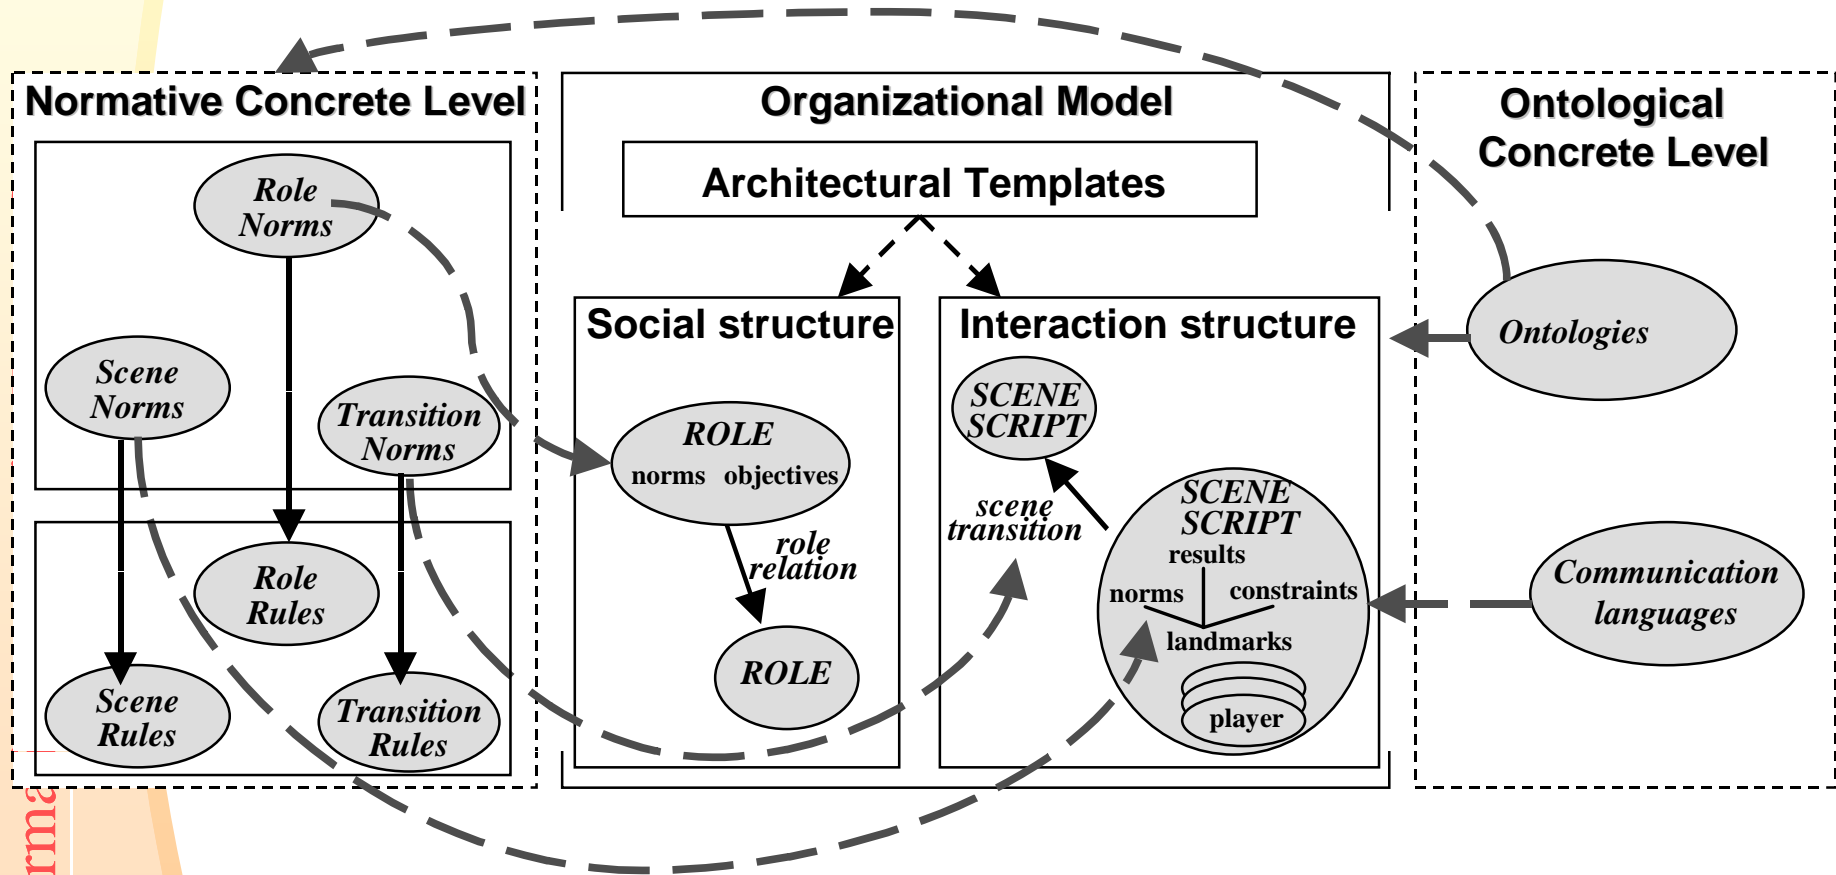 Normative Concrete Level
Role
Norms
Scene
Norms
Transition
Norms
Role
Rules
Scene
Rules
Transition
Rules
Organizational Model
Architectural Templates
Social structure
ROLE
norms objectives
role
relation
ROLE
Interaction structure
SCENE
SCRIPT
scene
transition
SCENE
SCRIPT
results
norms constraints
landmarks
player
Ontological
Concrete Level
Ontologies
Communication
languages
rma